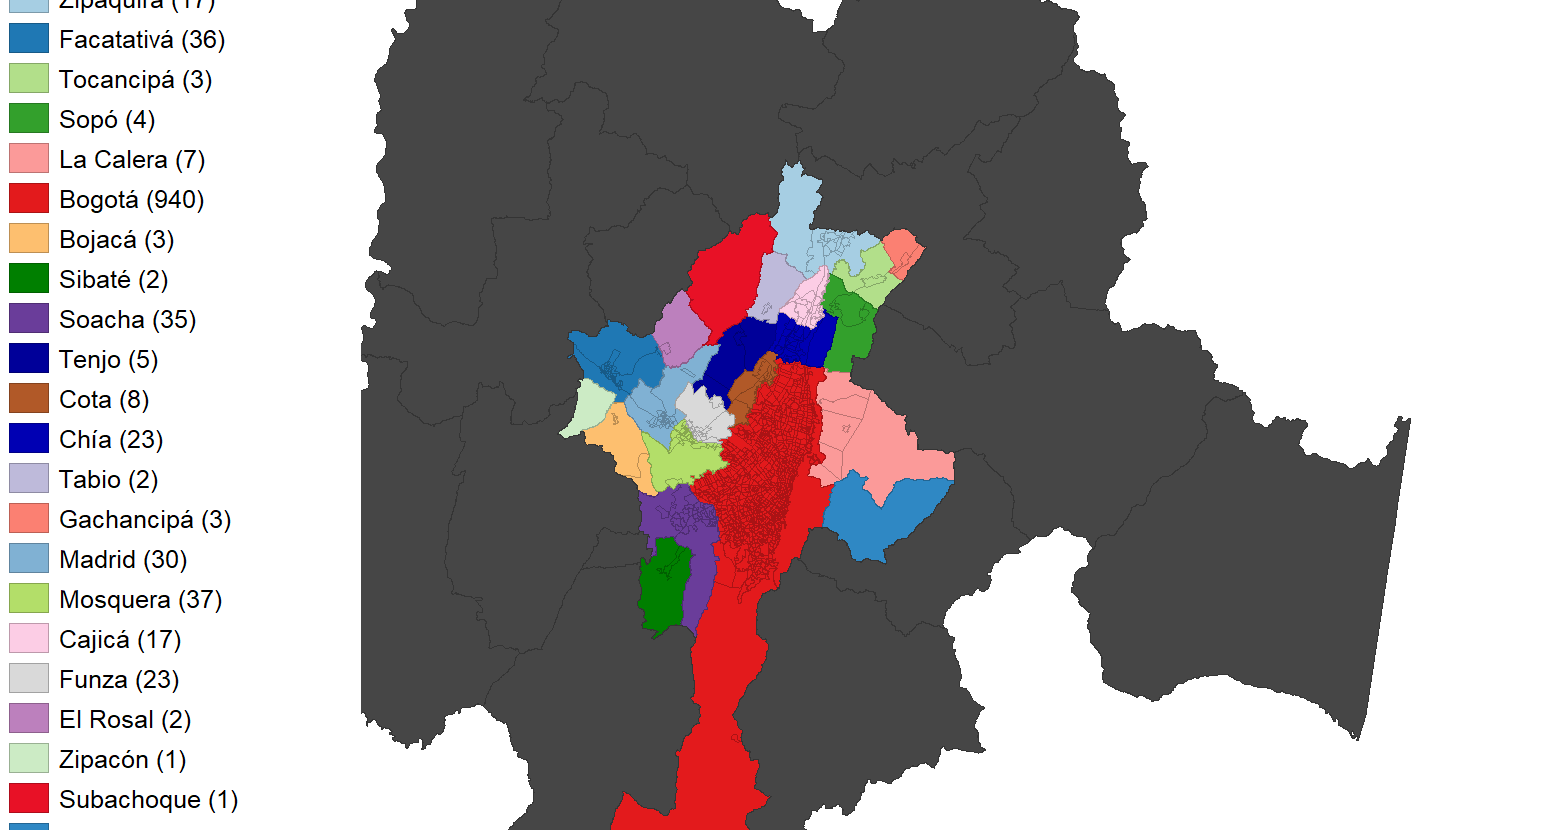 Zipaquirá (17)
Facatativá (36)
Tocancipá (3)
Sopó (4)
La Calera (7)
Bogotá (940)
Bojacá (3)
Sibaté (2)
Soacha (35)
Tenjo (5)
Cota (8)
Chía (23)
Tabio (2)
Gachancipá (3)
Madrid (30)
Mosquera (37)
Cajicá (17)
Funza (23)
El Rosal (2)
Zipacón (1)
Subachoque (1)